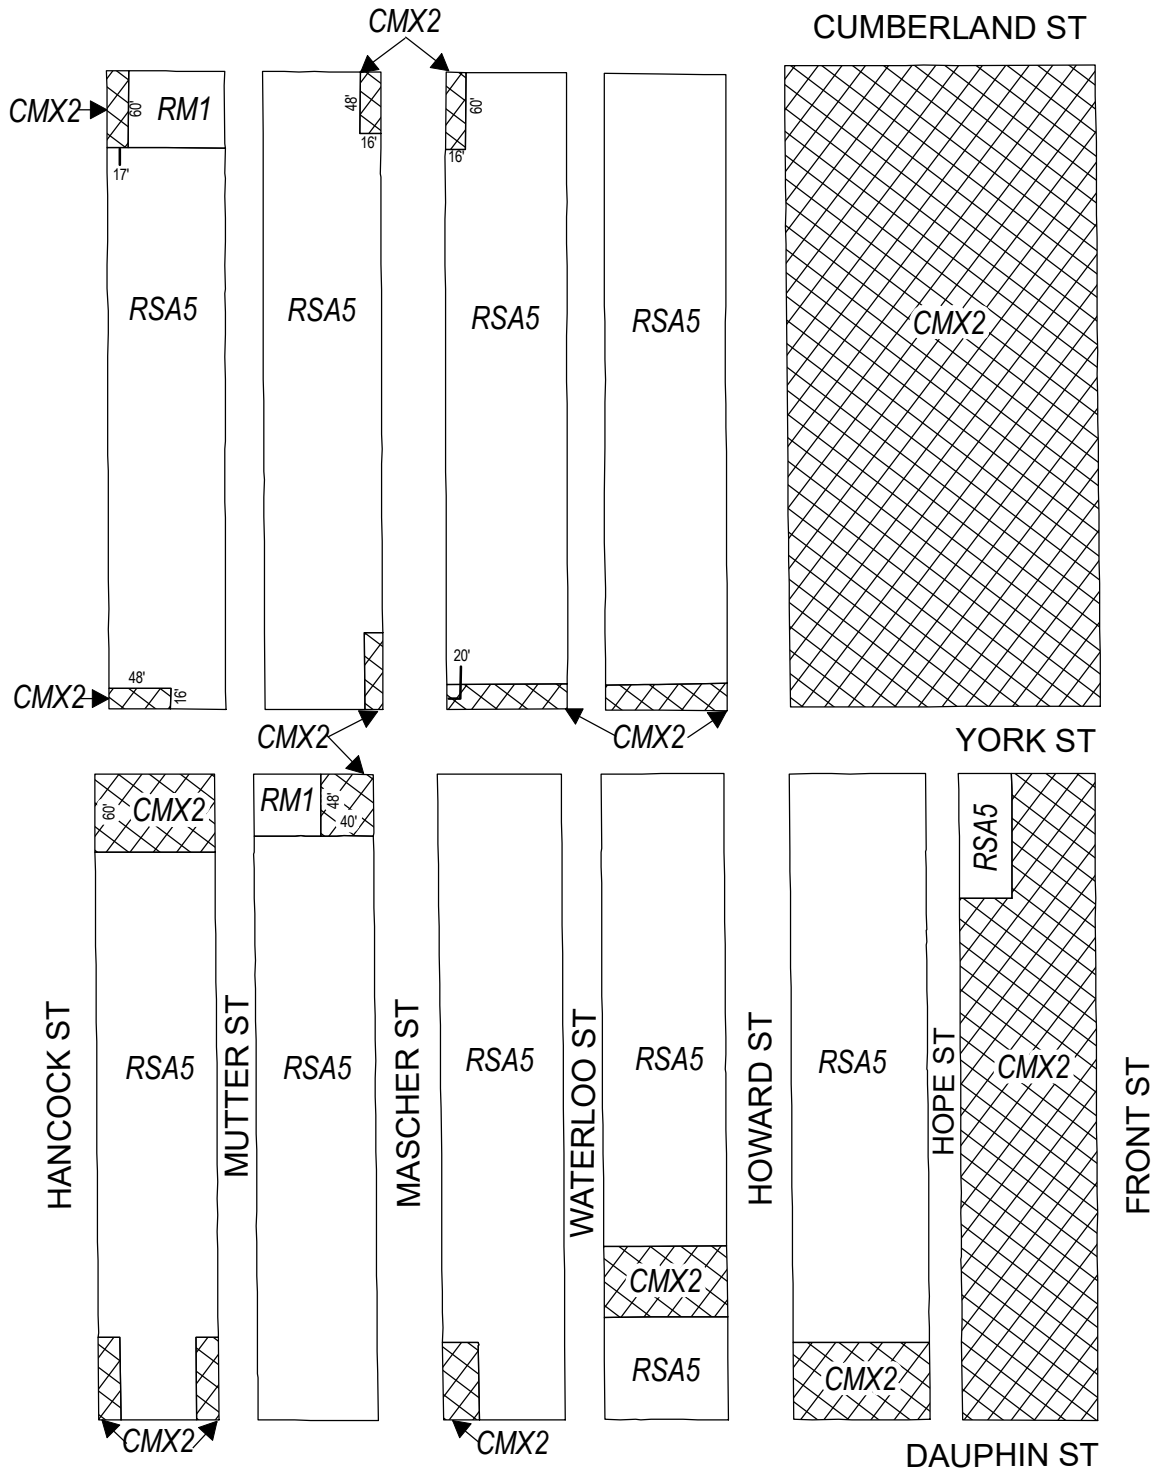 CMX2
CUMBERLAND ST
CMX2
60'
RM1
48'
16'
60'
16'
17'
RSA5
RSA5
RSA5
RSA5
CMX2
20'
48'
16'
CMX2
CMX2
CMX2
YORK ST
60'
CMX2
RM1
48'
40'
RSA5
HANCOCK ST
RSA5
MUTTER ST
RSA5
MASCHER ST
RSA5
WATERLOO ST
RSA5
HOWARD ST
RSA5
HOPE ST
CMX2
FRONT ST
CMX2
RSA5
CMX2
CMX2
CMX2
DAUPHIN ST